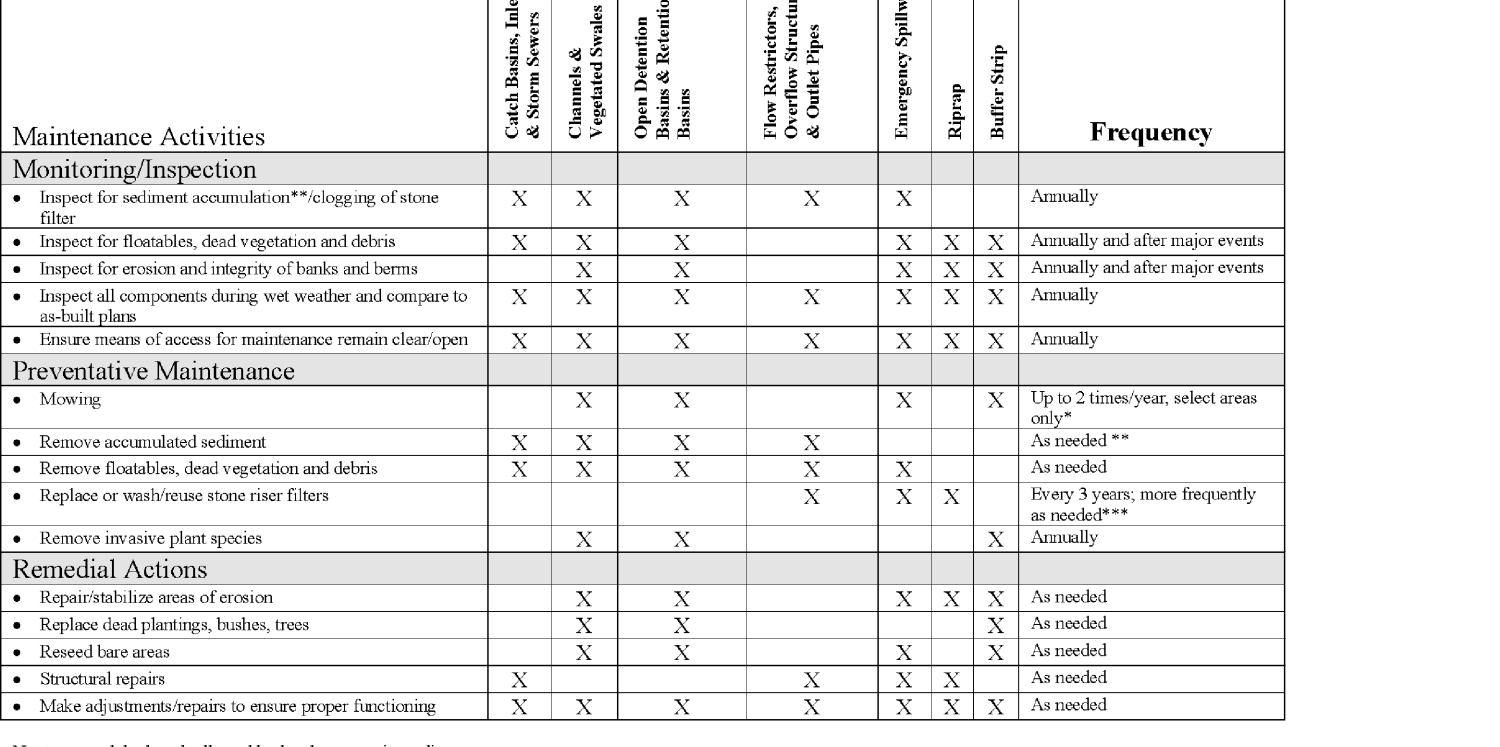 Catch Basins,
& Storm Sewers
Channels &
Vegetated Swales
Open Detention
Basins &
Basins
Flow Restrictors,
Overflow
& Outlet Pipes
Emergency
Riprap
Buffer Strip
Maintenance Activities Frequency
Monitoring/Inspection
• Inspect for sediment accumulation**/clogging of stone X X X X X Annually
filter
• Inspect for floatables, dead vegetation and debris X X X X X X Annually and after major events
• Inspect for erosion and integrity of banks and berms X X X X X Annually and after major events
• Inspect all components during wet weather and compare to X X X X X X X Annually
as-built plans
• Ensure means of access for maintenance remain clear/open X X X X X X X Annually
Preventative Maintenance
• Mowing X X X X Up to 2 times/year, select areas
only*
• Remove accumulated sediment X X X X As needed **
• Remove floatables, dead vegetation and debris X X X X X As needed
• Replace or wash/reuse stone riser filters X X X Every 3 years; more frequently
as needed***
• Remove invasive plant species X X X Annually
Remedial Actions
• Repair/stabilize areas of erosion X X X X X As needed
• Replace dead plantings, bushes, trees X X X As needed
• Reseed bare areas X X X X As needed
• Structural repairs X X X X As needed
• Make adjustments/repairs to ensure proper functioning X X X X X X X As needed